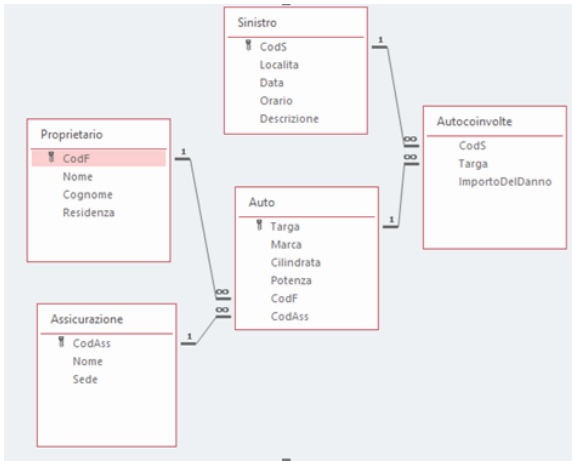 Sinistro
CodS
Localita
Data
Orario
Descrizione
1
∞
Autocoinvolte
CodS
Targa
ImportoDelDanno
∞
1
Proprietario
CodF
Nome
Cognome
Residenza
1
∞
Auto
Targa
Marca
Cilindrata
Potenza
CodF
CodAss
∞
1
Assicurazione
CodAss
Nome
Sede